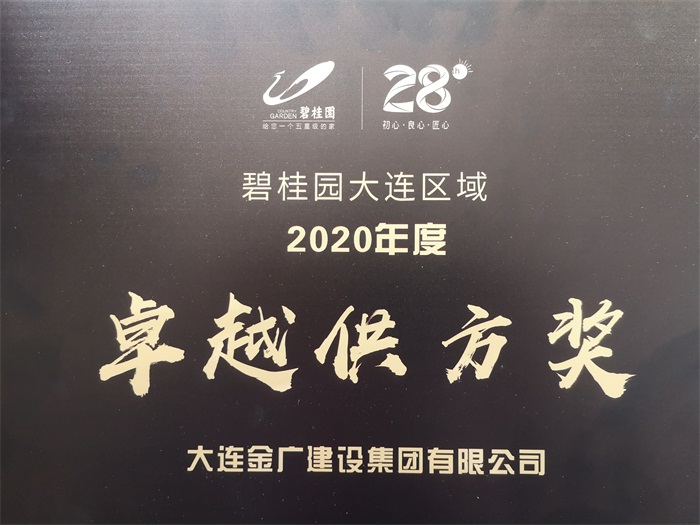 COUNTRY
GARDEN 碧桂园
给您一个五星级的家
28th
初心·良心·匠心
碧桂园大连区域
2020年度
卓越供方奖
大连金广建设集团有限公司